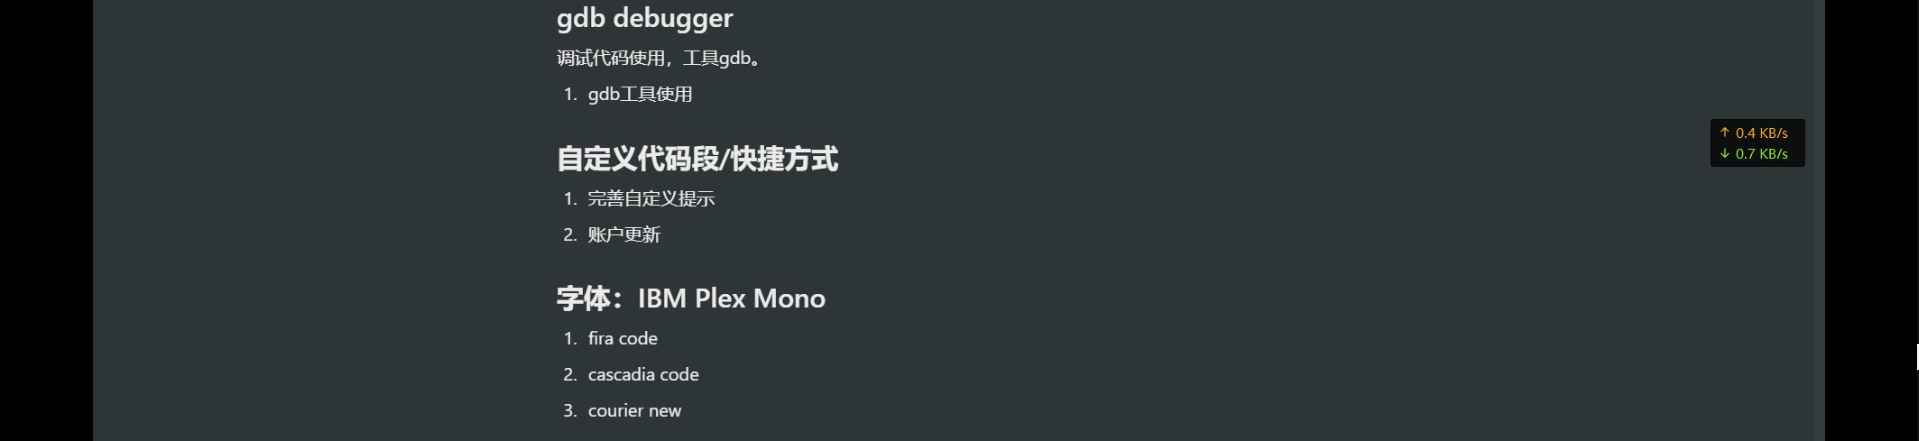 gdb debugger
调试代码使用，工具gdb。
1. gdb工具使用
自定义代码段/快捷方式
1. 完善自定义提示
2. 账户更新
字体：IBM Plex Mono
1. fira code
2. cascadia code
3. courier new
↑ 0.4 KB/s
↓ 0.7 KB/s